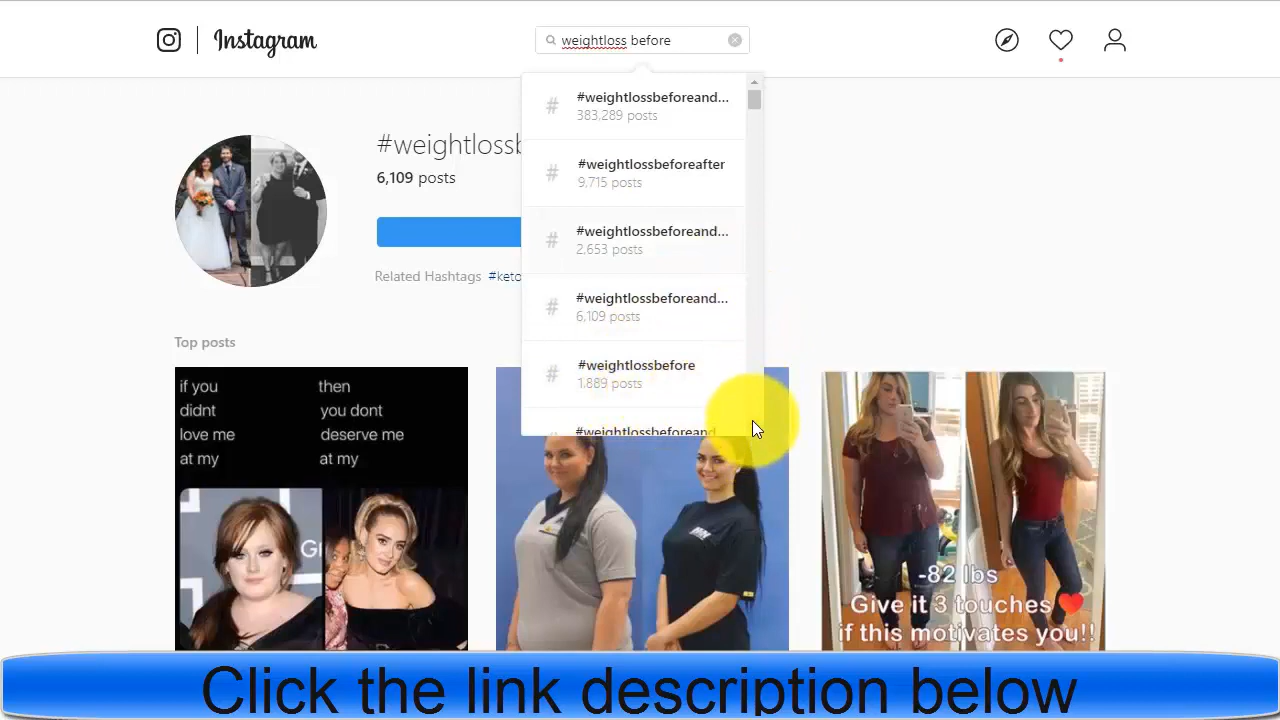 Instagram
weightloss before
#weightlossbeforeand...
383,289 posts
#weightlossbeforeafter
9,715 posts
#weightlossbeforeand...
2,653 posts
#weightlossbeforeand...
6,109 posts
#weightlossbefore
1,889 posts
#weightlossbeforeand
#weightlossb
6,109 posts
Related Hashtags #keto
Top posts
if you
didnt
love me
at my
then
you dont
deserve me
at my
G
-82 lbs
Give it 3 touches ❤
if this motivates you!!
Click the link description below